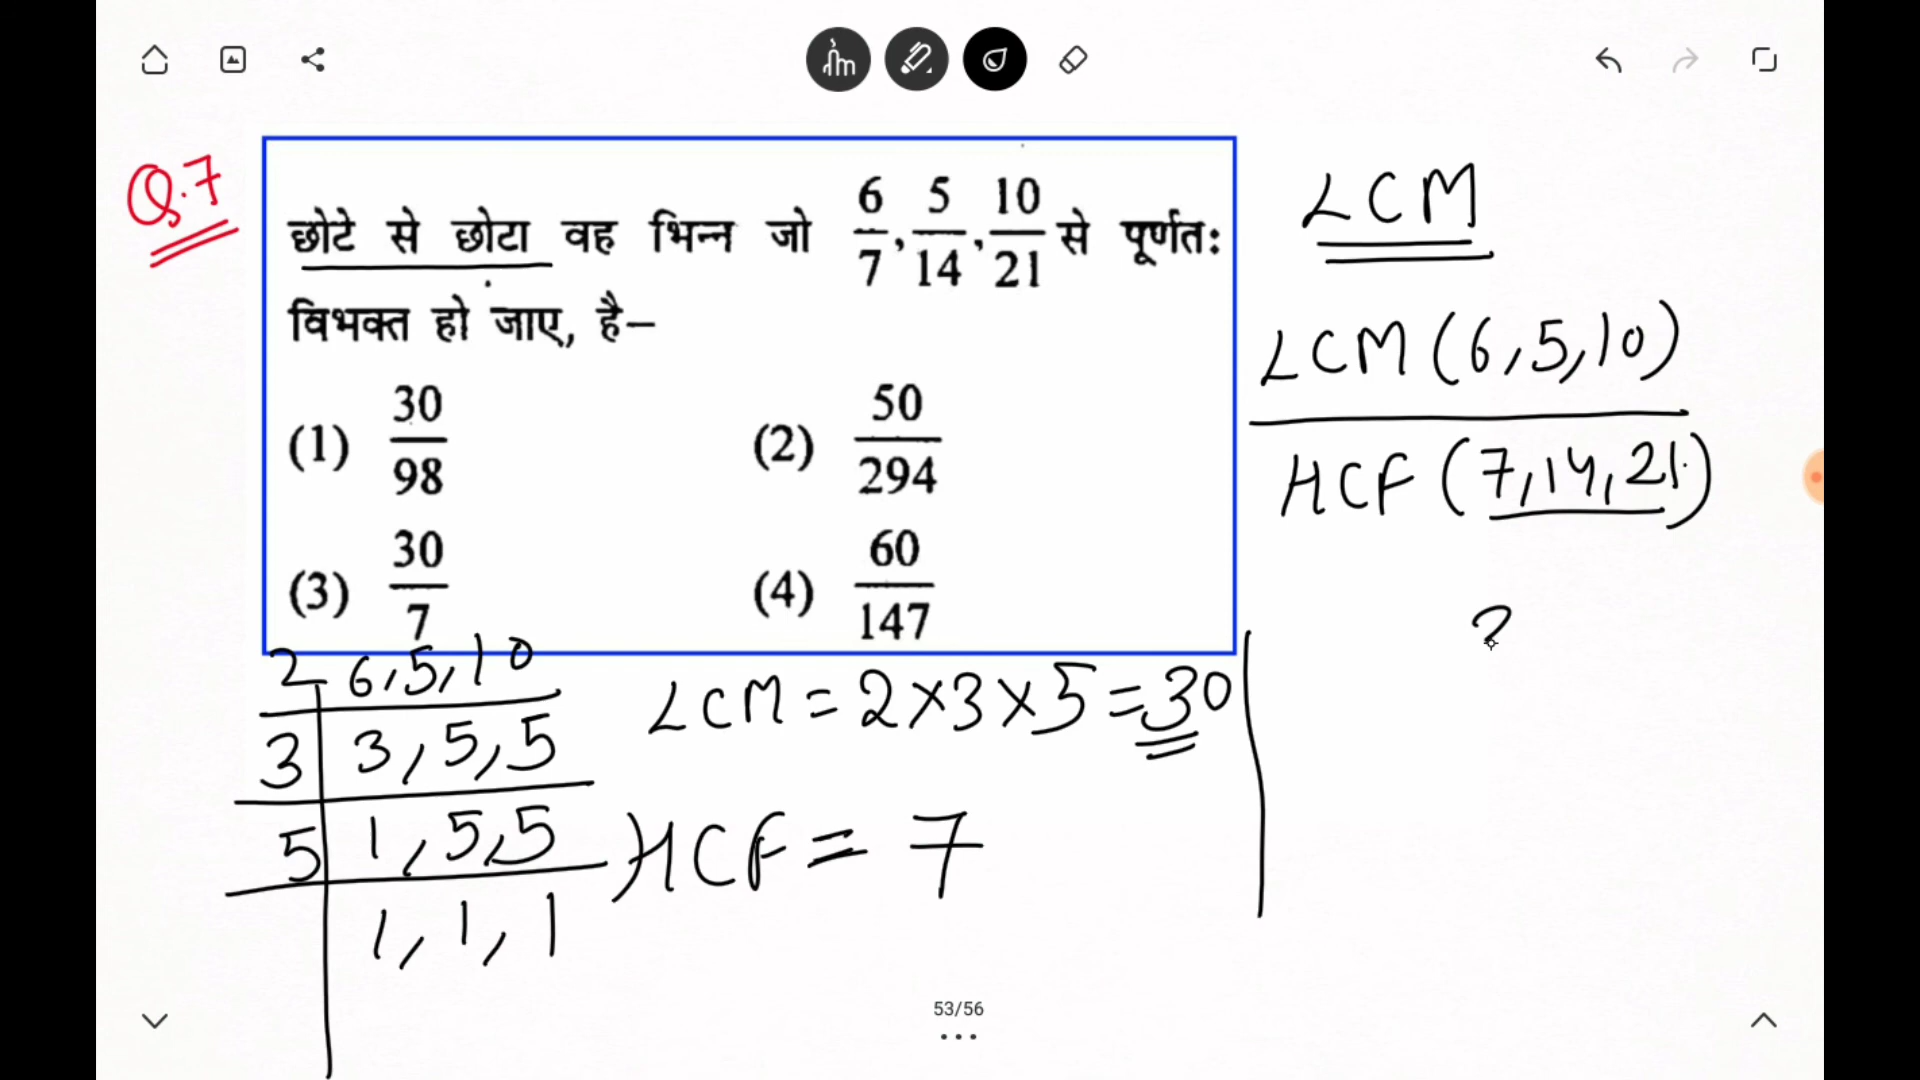 Q.7
छोटे से छोटा वह भिन्न जो 6/7, 5/14, 10/21 से पूर्णत:
विभक्त हो जाए, है–
(1) 30/98 (2) 50/294
(3) 30/7 (4) 60/147
LCM
LCM (6,5,10)
HCF (7,14,21)
2 6,5,10
3 3,5,5
5 1,5,5
1,1,1
LCM = 2×3×5=30
HCF = 7
53/56